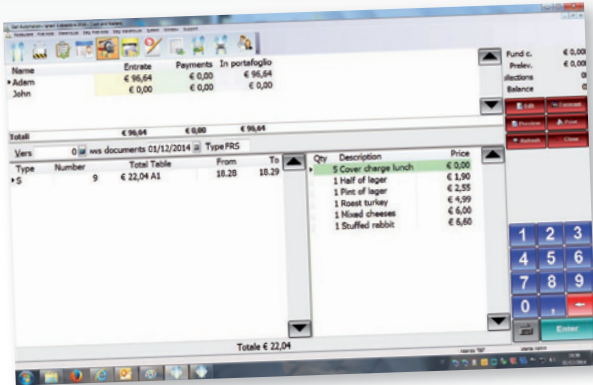 Name Entrate Payments In portafoglio
Adam € 96,64 € 0,00 € 96,64
John € 0,00 € 0,00 € 0,00
Totali € 96,64 € 0,00 € 96,64
Fund c. € 0,00
Prelev. € 0,00
Balance
Edit
Preview Print
Refresh Close
Vers 0 ws documents 01/12/2014 Type FRS
Type Number Total Table From To
S 9 € 22,04 A1 18.28 18.29
Totale € 22,04
Qty Description Price
5 Cover charge lunch € 0,00
1 Half of lager € 1,90
1 Pint of lager € 2,55
1 Roast turkey € 4,99
1 Mixed cheeses € 6,00
1 Stuffed rabbit € 6,60
1 2 3
4 5 6
7 8 9
0 ,
Enter